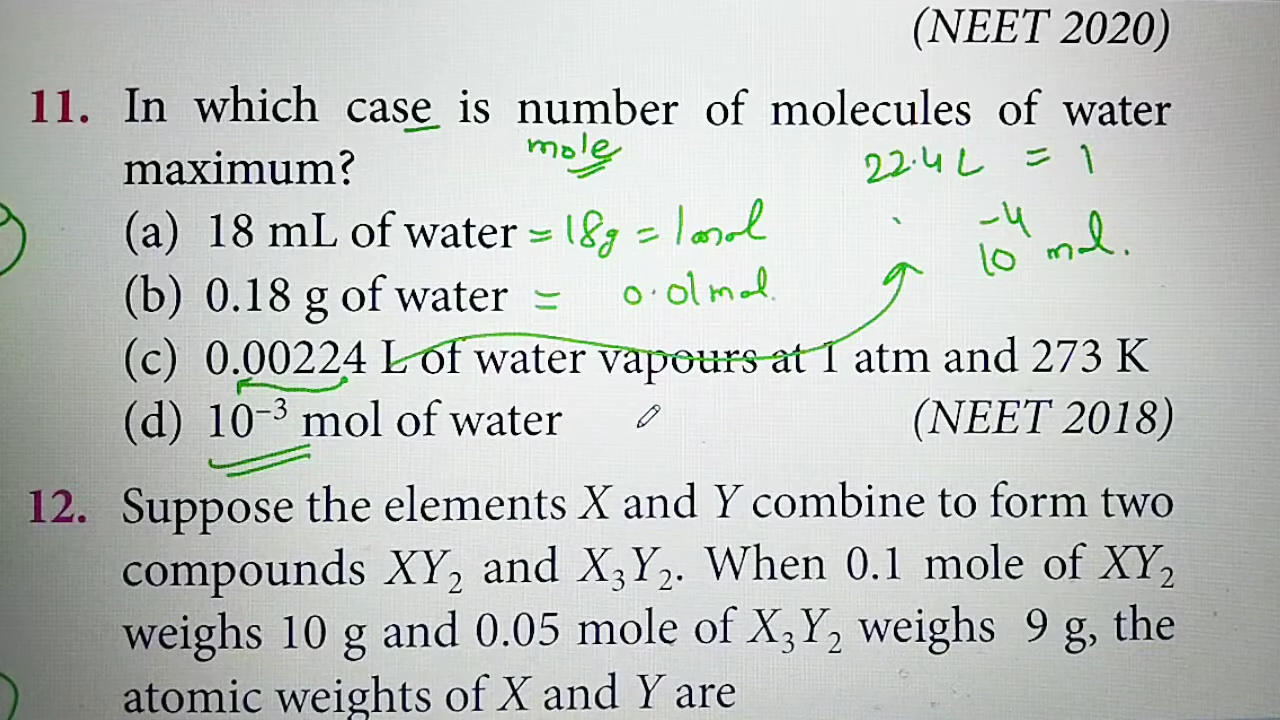 (NEET 2020)
11. In which case is number of molecules of water
mole
22.4 L = 1
maximum?
(a) 18 mL of water = 18g = 1 mol
10⁻⁴ mol.
(b) 0.18 g of water = 0.01 mol.
(c) 0.00224 L of water vapours at 1 atm and 273 K
(d) 10⁻³ mol of water (NEET 2018)
12. Suppose the elements X and Y combine to form two
compounds XY₂ and X₃Y₂. When 0.1 mole of XY₂
weighs 10 g and 0.05 mole of X₃Y₂ weighs 9 g, the
atomic weights of X and Y are